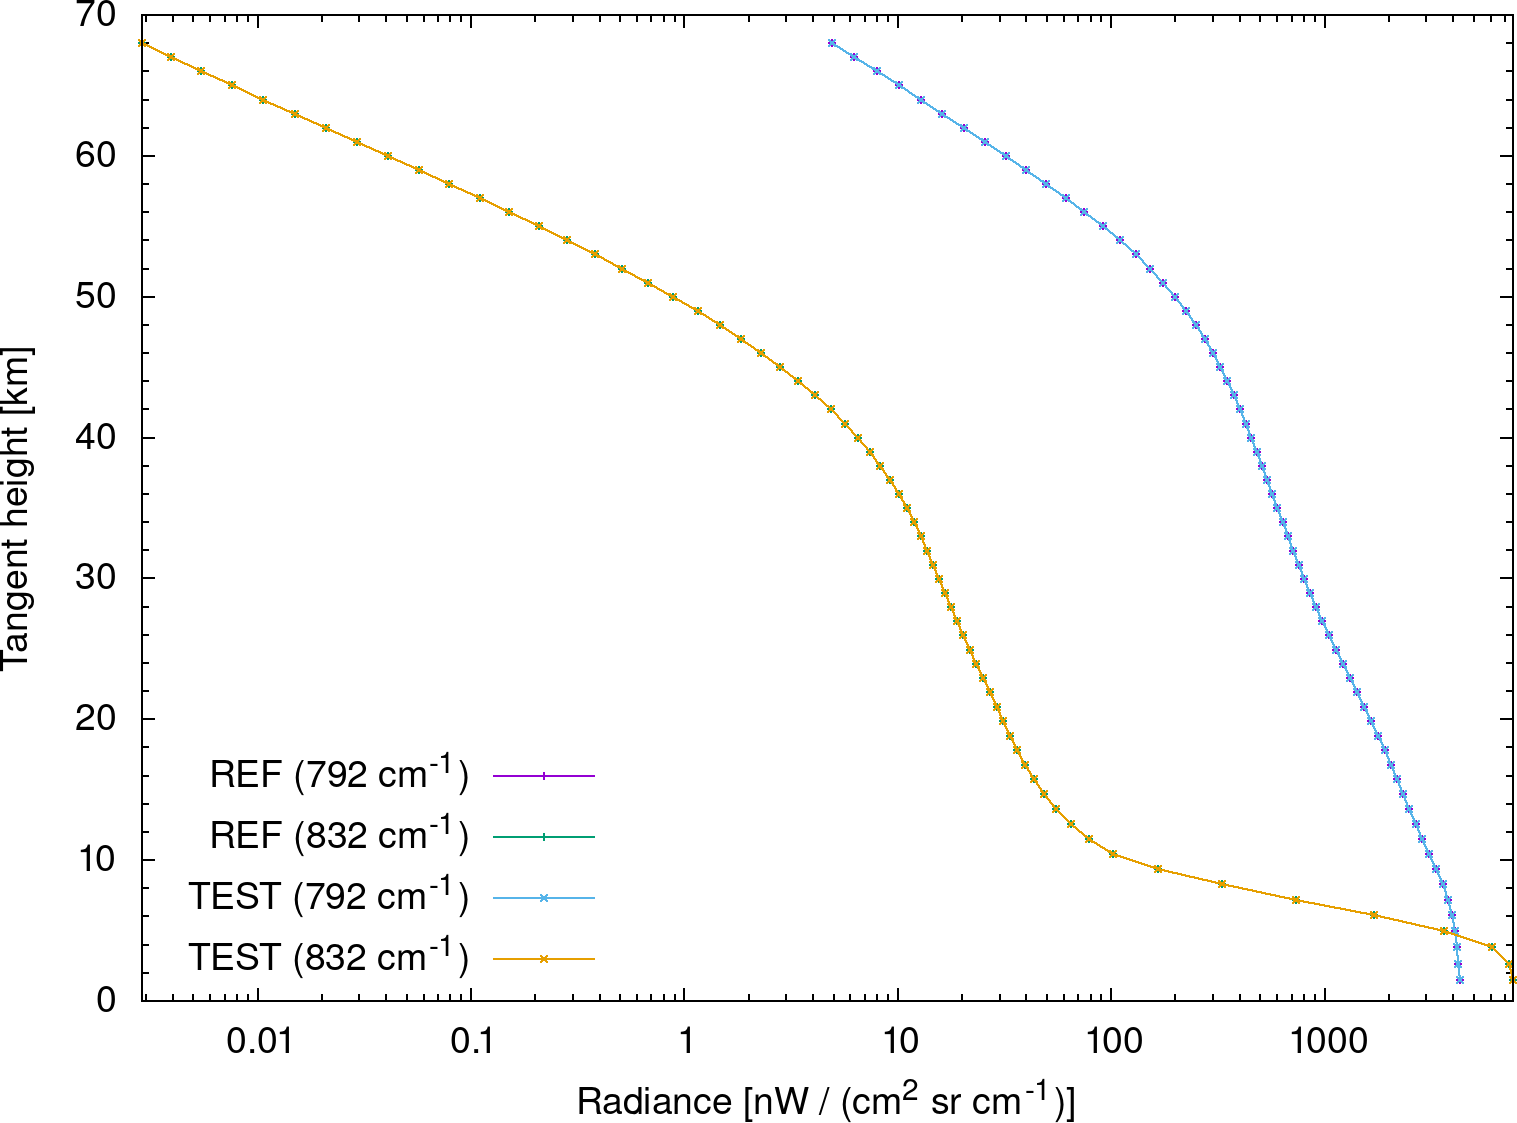 70
60
50
40
30
20
10
0
Tangent height [km]
REF (792 cm-1)
REF (832 cm-1)
TEST (792 cm-1)
TEST (832 cm-1)
0.01 0.1 1 10 100 1000
Radiance [nW / (cm2 sr cm-1)]